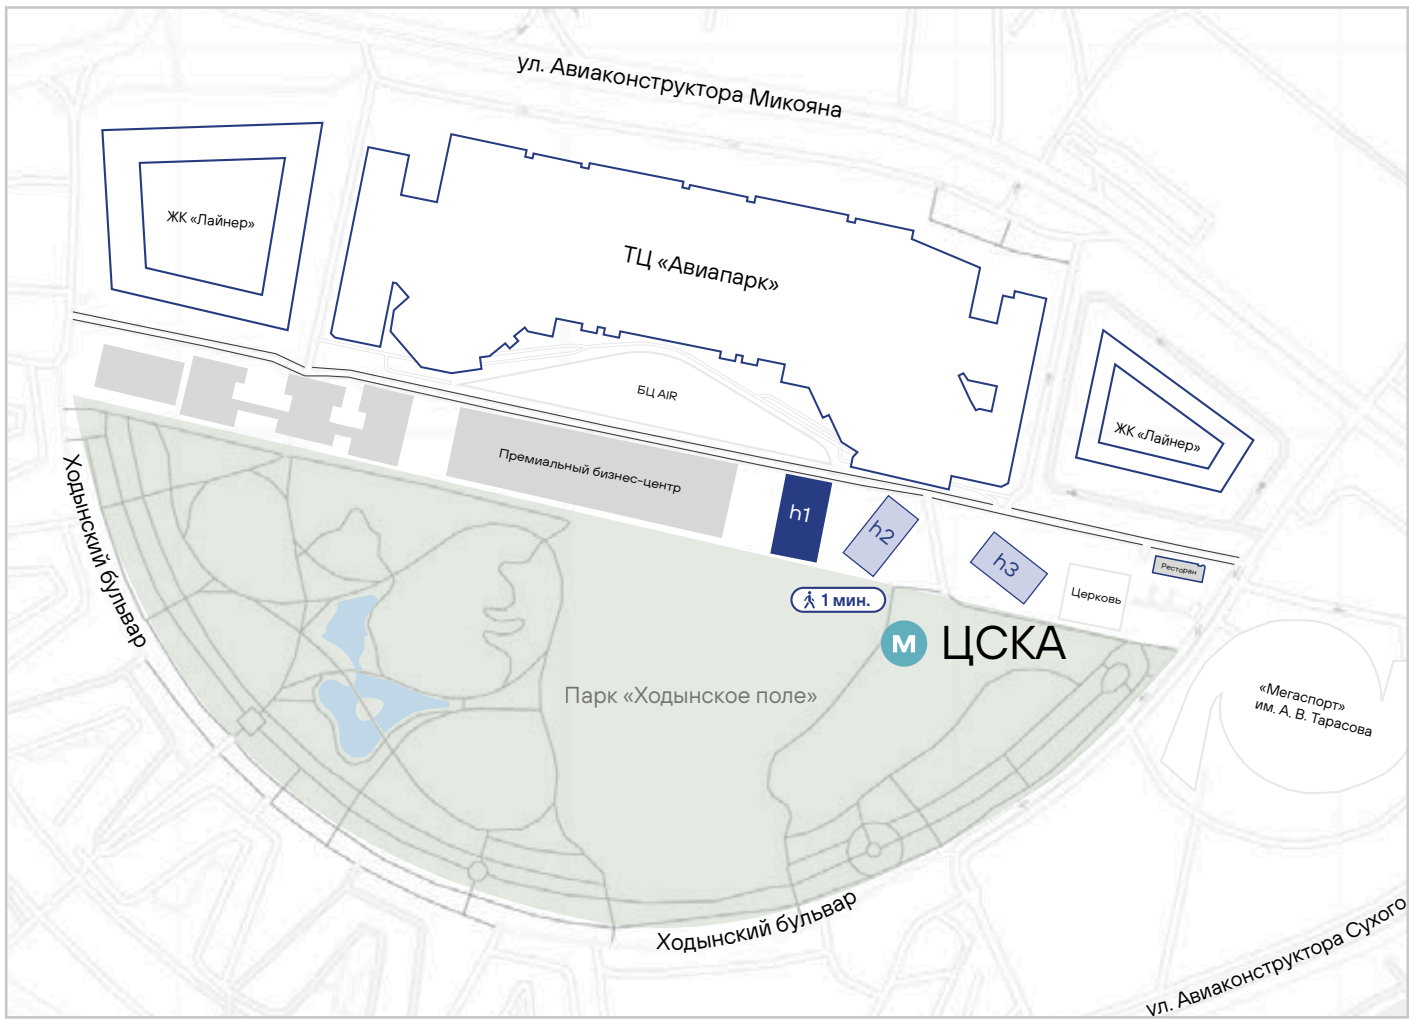 ул. Авиаконструктора Микояна
ЖК «Лайнер»
ТЦ «Авиапарк»
БЦ AIR
ЖК «Лайнер»
Премиальный бизнес-центр
h1
h2
h3
Ресторан
Церковь
1 мин.
М ЦСКА
Ходынский бульвар
Парк «Ходынское поле»
«Мегаспорт»
им. А. В. Тарасова
Ходынский бульвар
ул. Авиаконструктора Сухого